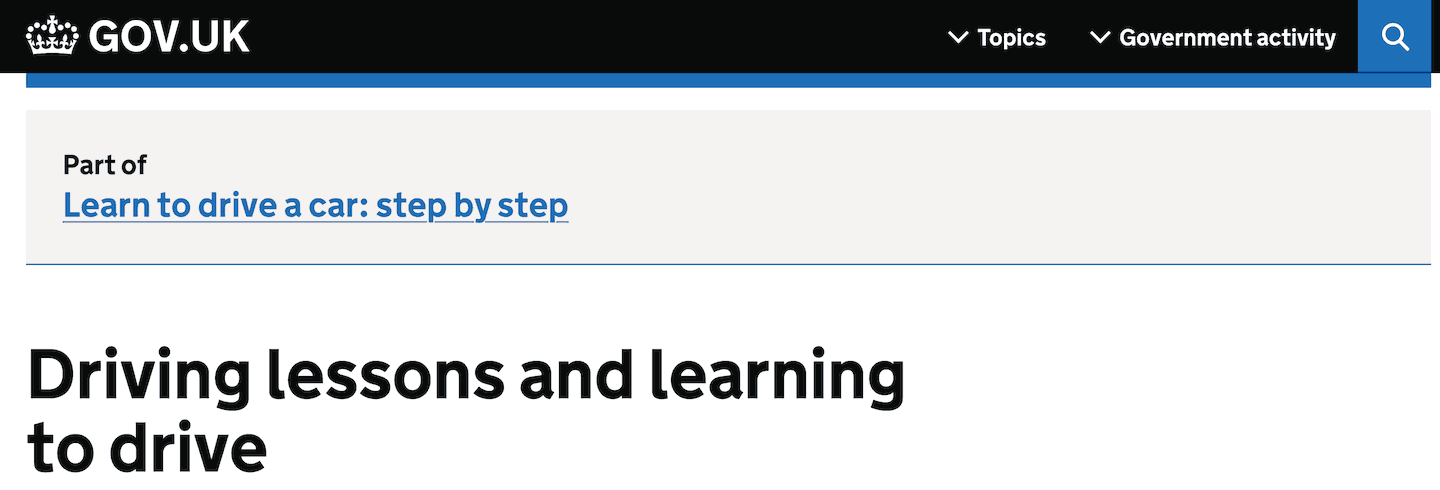 GOV.UK
Topics
Government activity
Part of
Learn to drive a car: step by step
Driving lessons and learning
to drive